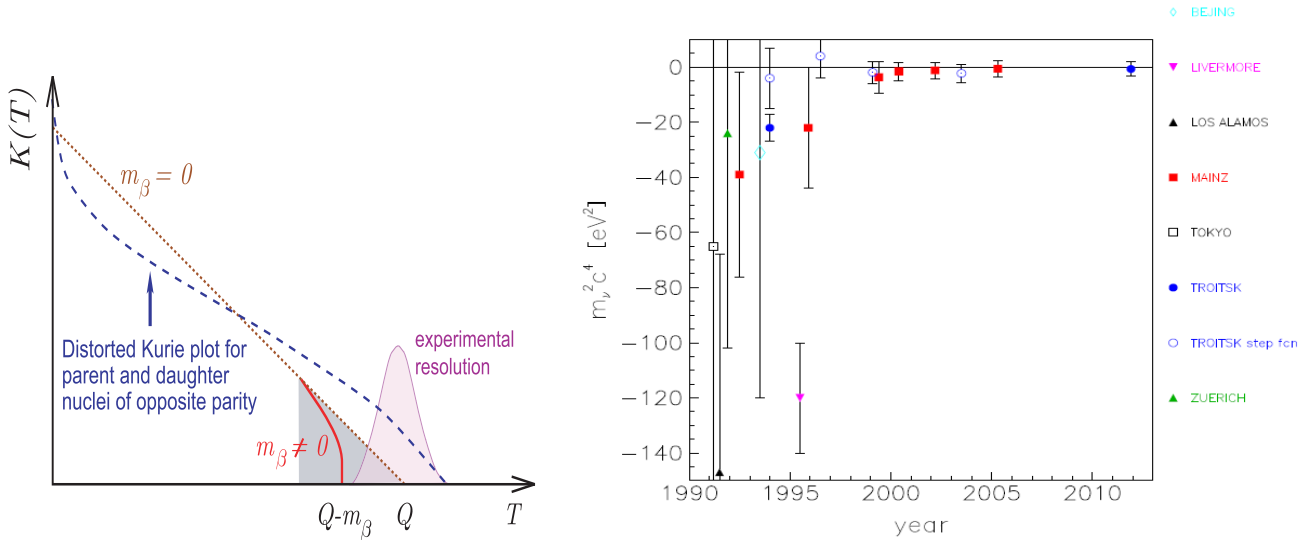 K(T)
m_β = 0
Distorted Kurie plot for
parent and daughter
nuclei of opposite parity
experimental
resolution
m_β ≠ 0
Q-m_β
Q
T
m_ν²c⁴ [eV²]
0
−20
−40
−60
−80
−100
−120
−140
1990
1995
2000
2005
2010
year
BEJING
LIVERMORE
LOS ALAMOS
MAINZ
TOKYO
TROITSK
TROITSK step fcn
ZUERICH